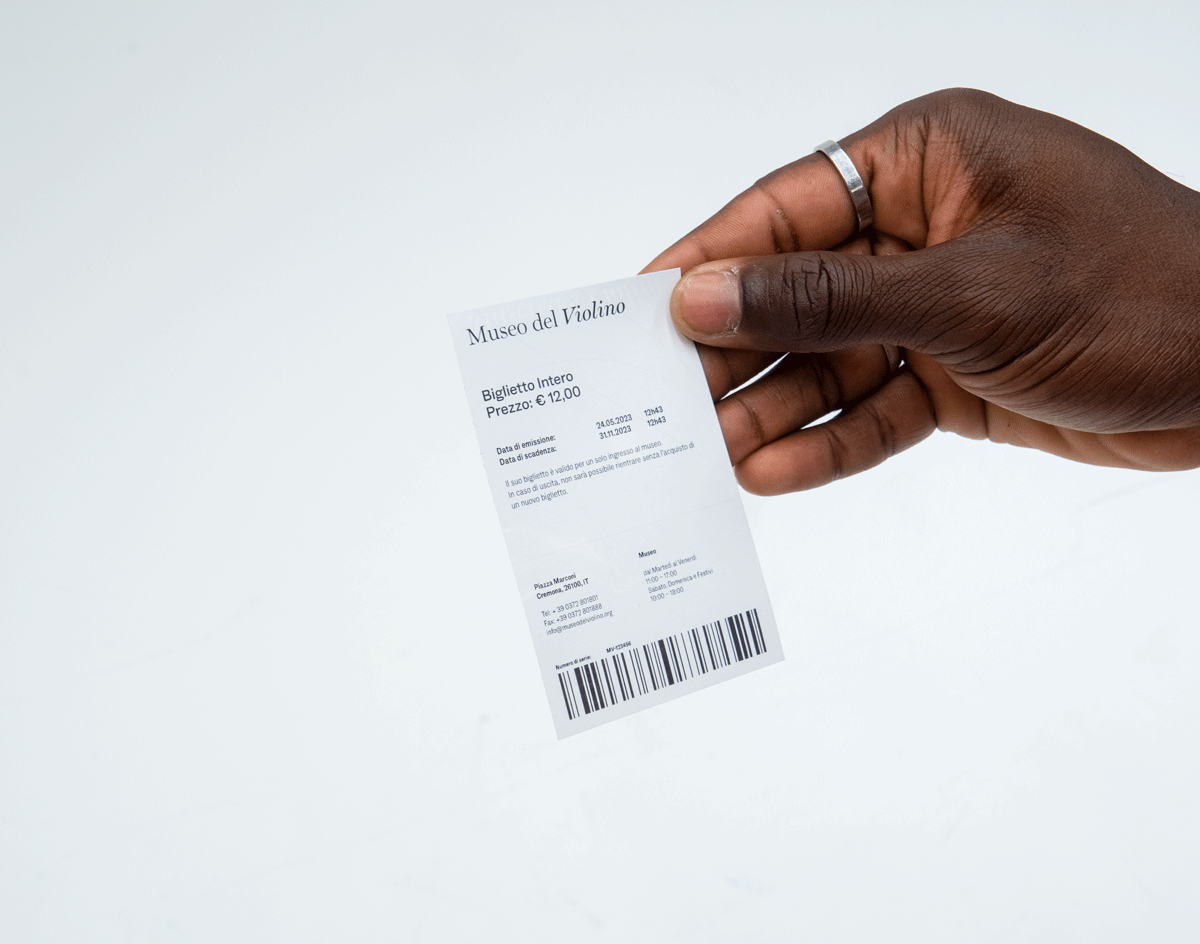 Museo del Violino
Biglietto Intero
Prezzo: € 12,00
Data di emissione: 24.05.2023 12h43
Data di scadenza: 31.11.2023 12h43
Il suo biglietto è valido per un solo ingresso al museo.
In caso di uscita, non sarà possibile rientrare senza l'acquisto di
un nuovo biglietto.
Piazza Marconi
Cremona, 26100, IT
Tel: + 39 0372 801801
Fax: +39 0372 801888
info@museodelviolino.org
Museo
dai Martedì ai Venerdì
11:00 – 17:00
Sabato, Domenica e Festivi
10:00 – 18:00
Numero di serie: MV-123456